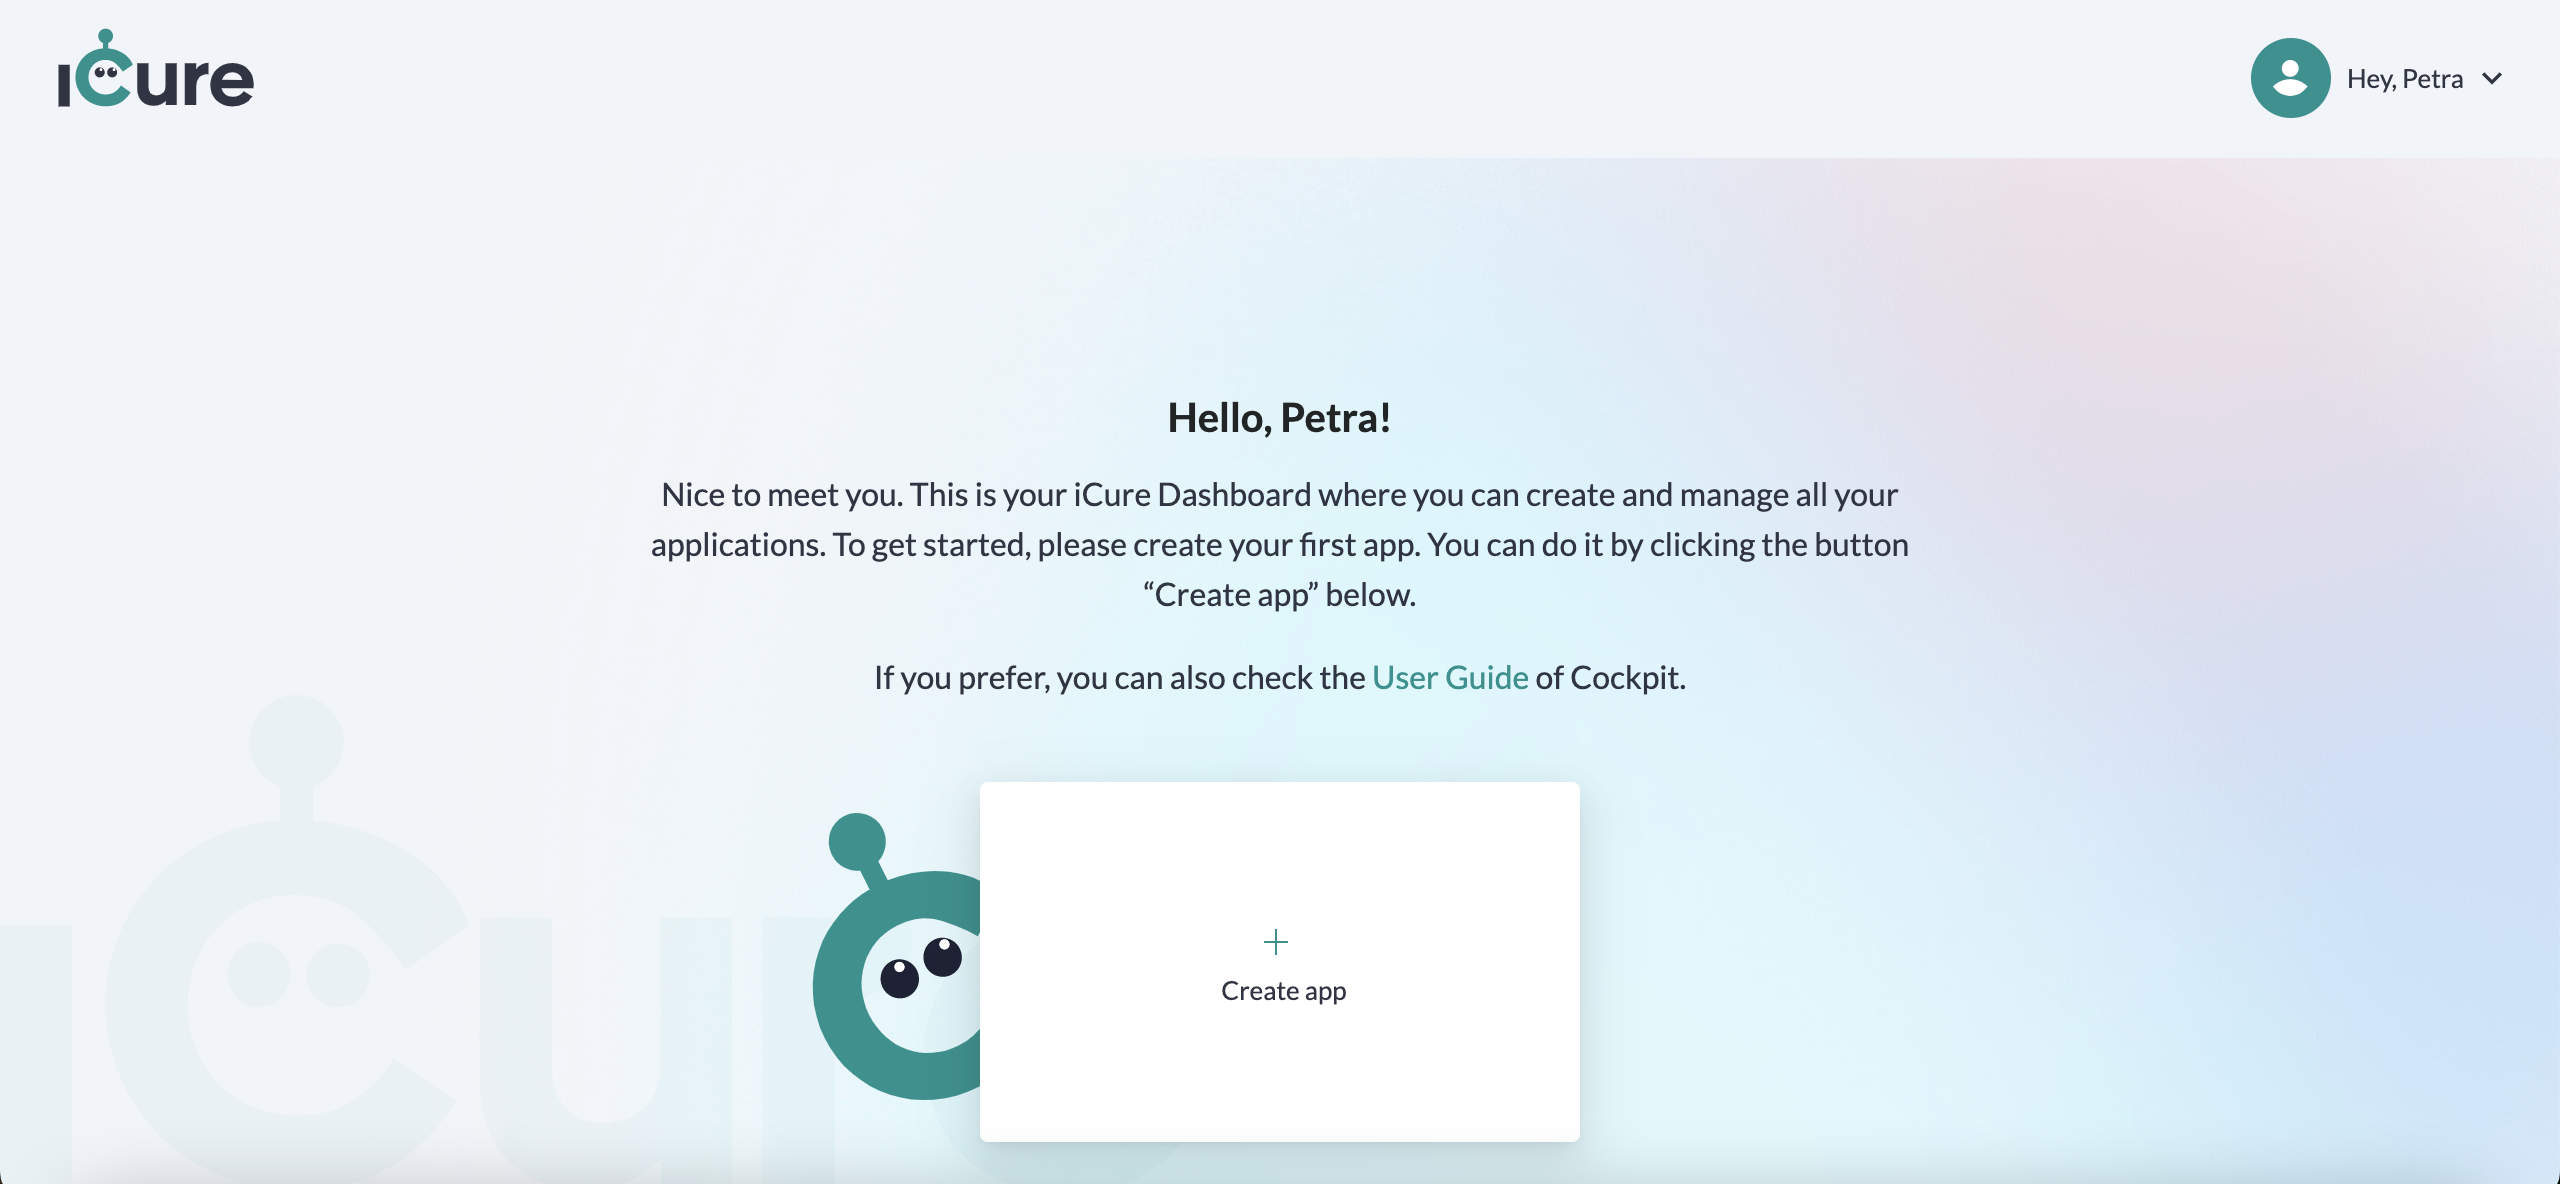 iCure
Hey, Petra
Hello, Petra!
Nice to meet you. This is your iCure Dashboard where you can create and manage all your
applications. To get started, please create your first app. You can do it by clicking the button
“Create app” below.
If you prefer, you can also check the User Guide of Cockpit.
Create app
iCure